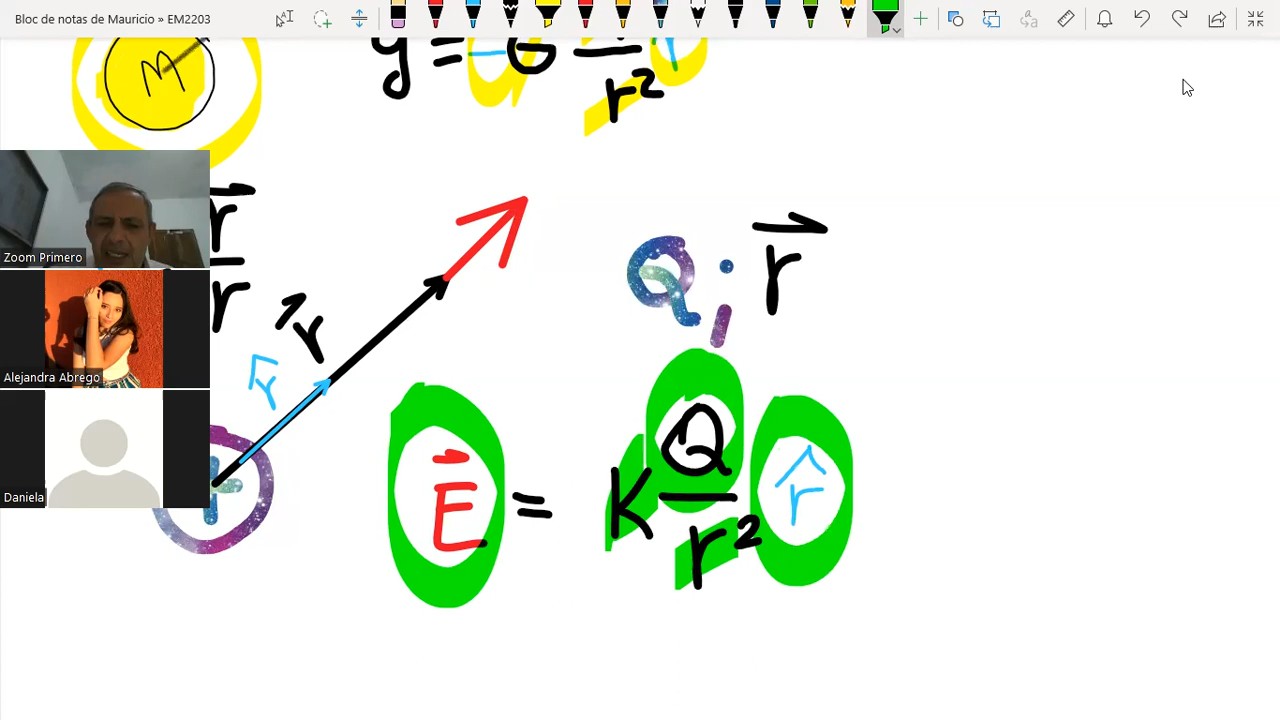 Bloc de notas de Mauricio » EM2203
M
y = - G r² r
Zoom Primero
r
r
Q ; r⃗
r⃗
Alejandra Abrego
r̂
E⃗ = K Q/r² r̂
+
Daniela